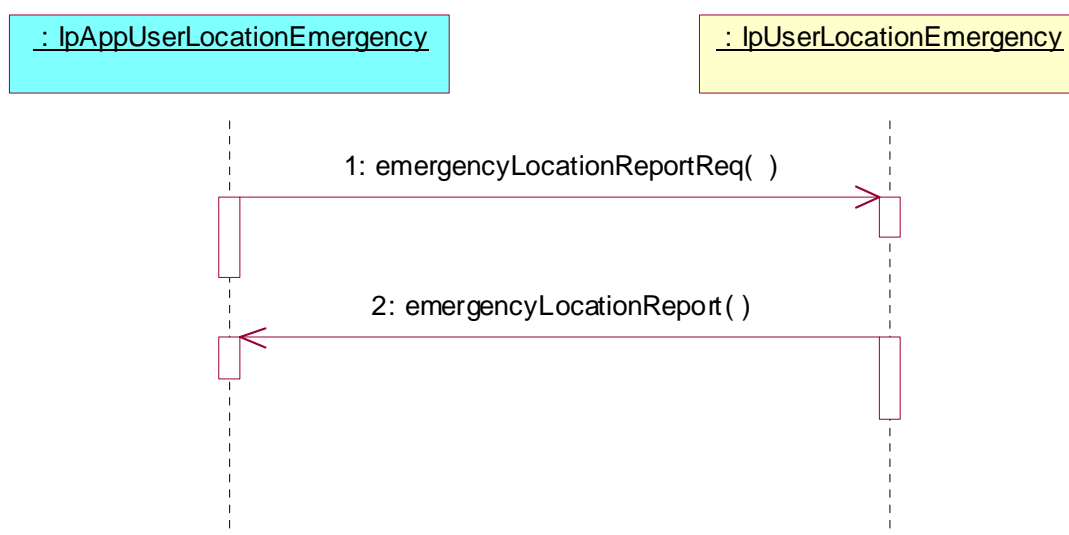 : IpAppUserLocationEmergency
: IpUserLocationEmergency
1: emergencyLocationReportReq( )
2: emergencyLocationReport( )